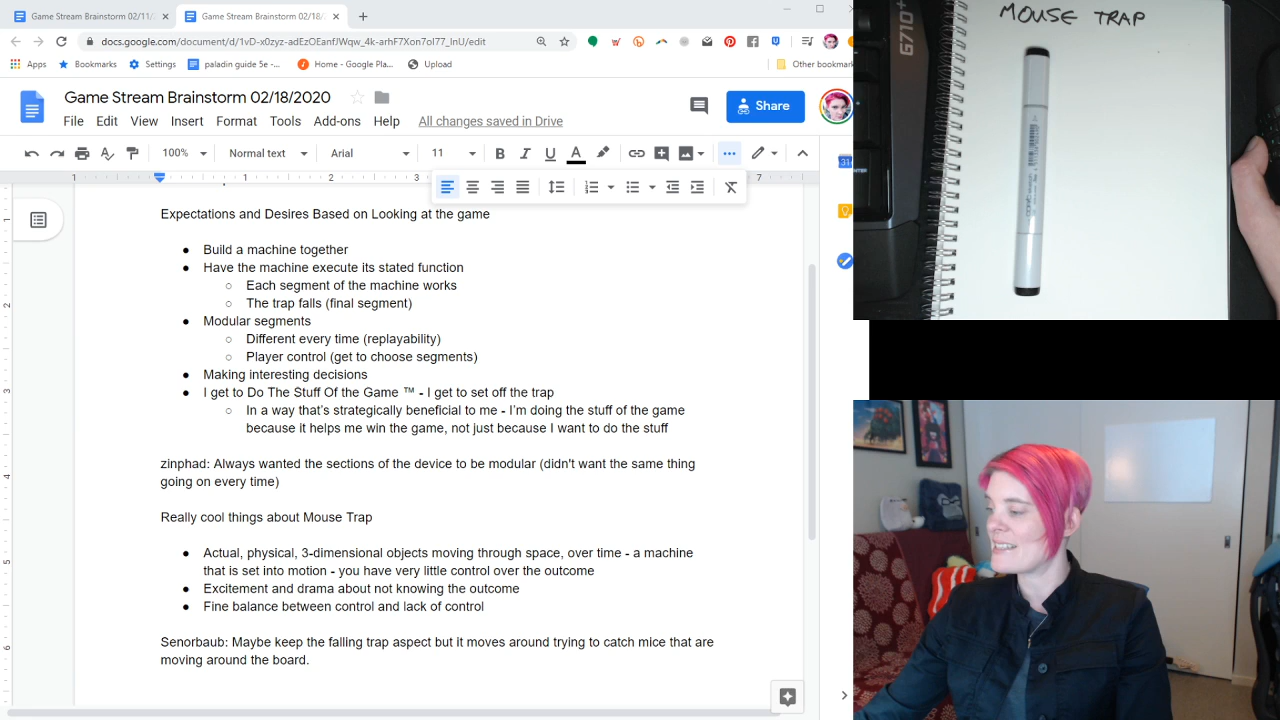 Game Stream Brainstorm 02/11/
Game Stream Brainstorm 02/18/
docs.google.com/document/d/1vD-x0zyz-adEzOEanfJWqw_4k-arhF7Xon7ol77_InU/edit
Apps
Bookmarks
Settings
paladin guide 5e -...
Home - Google Pla...
Upload
Other bookmar
Game Stream Brainstorm 02/18/2020
File Edit View Insert Format Tools Add-ons Help
All changes saved in Drive
Share
100%
Normal text
Arial
11
Expectations and Desires Based on Looking at the game
● Build a machine together
● Have the machine execute its stated function
○ Each segment of the machine works
○ The trap falls (final segment)
● Modular segments
○ Different every time (replayability)
○ Player control (get to choose segments)
● Making interesting decisions
● I get to Do The Stuff Of the Game ™ - I get to set off the trap
○ In a way that's strategically beneficial to me - I'm doing the stuff of the game
because it helps me win the game, not just because I want to do the stuff
zinphad: Always wanted the sections of the device to be modular (didn't want the same thing
going on every time)
Really cool things about Mouse Trap
● Actual, physical, 3-dimensional objects moving through space, over time - a machine
that is set into motion - you have very little control over the outcome
● Excitement and drama about not knowing the outcome
● Fine balance between control and lack of control
Senorbaub: Maybe keep the falling trap aspect but it moves around trying to catch mice that are
moving around the board.
MOUSE TRAP
G710+